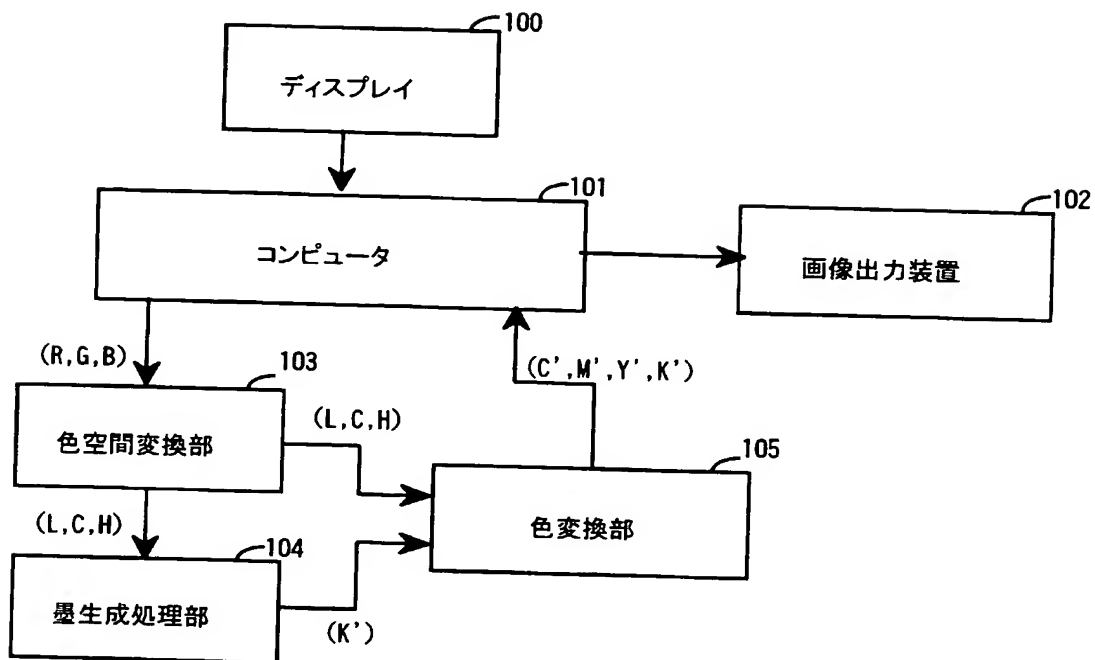 100
ディスプレイ
101
コンピュータ
102
画像出力装置
(R,G,B)
103
色空間変換部
(L,C,H)
(C',M',Y',K')
105
色変換部
(L,C,H)
104
墨生成処理部
(K')